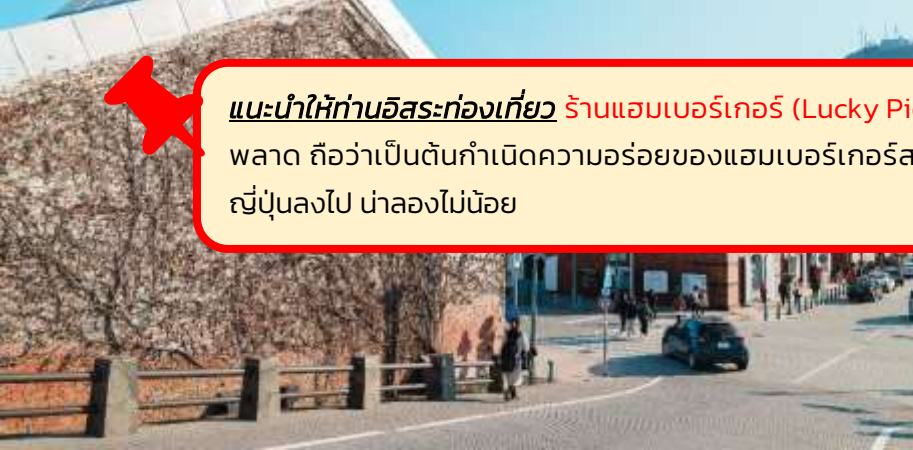 แนะนำให้ท่านอิสระท่องเที่ยว ร้านแฮมเบอร์เกอร์ (Lucky
พลาด ถือว่าเป็นต้นกำเนิดความอร่อยของแฮมเบอร์เกอร์
ญี่ปุ่นลงไป น่าลองไม่น้อย